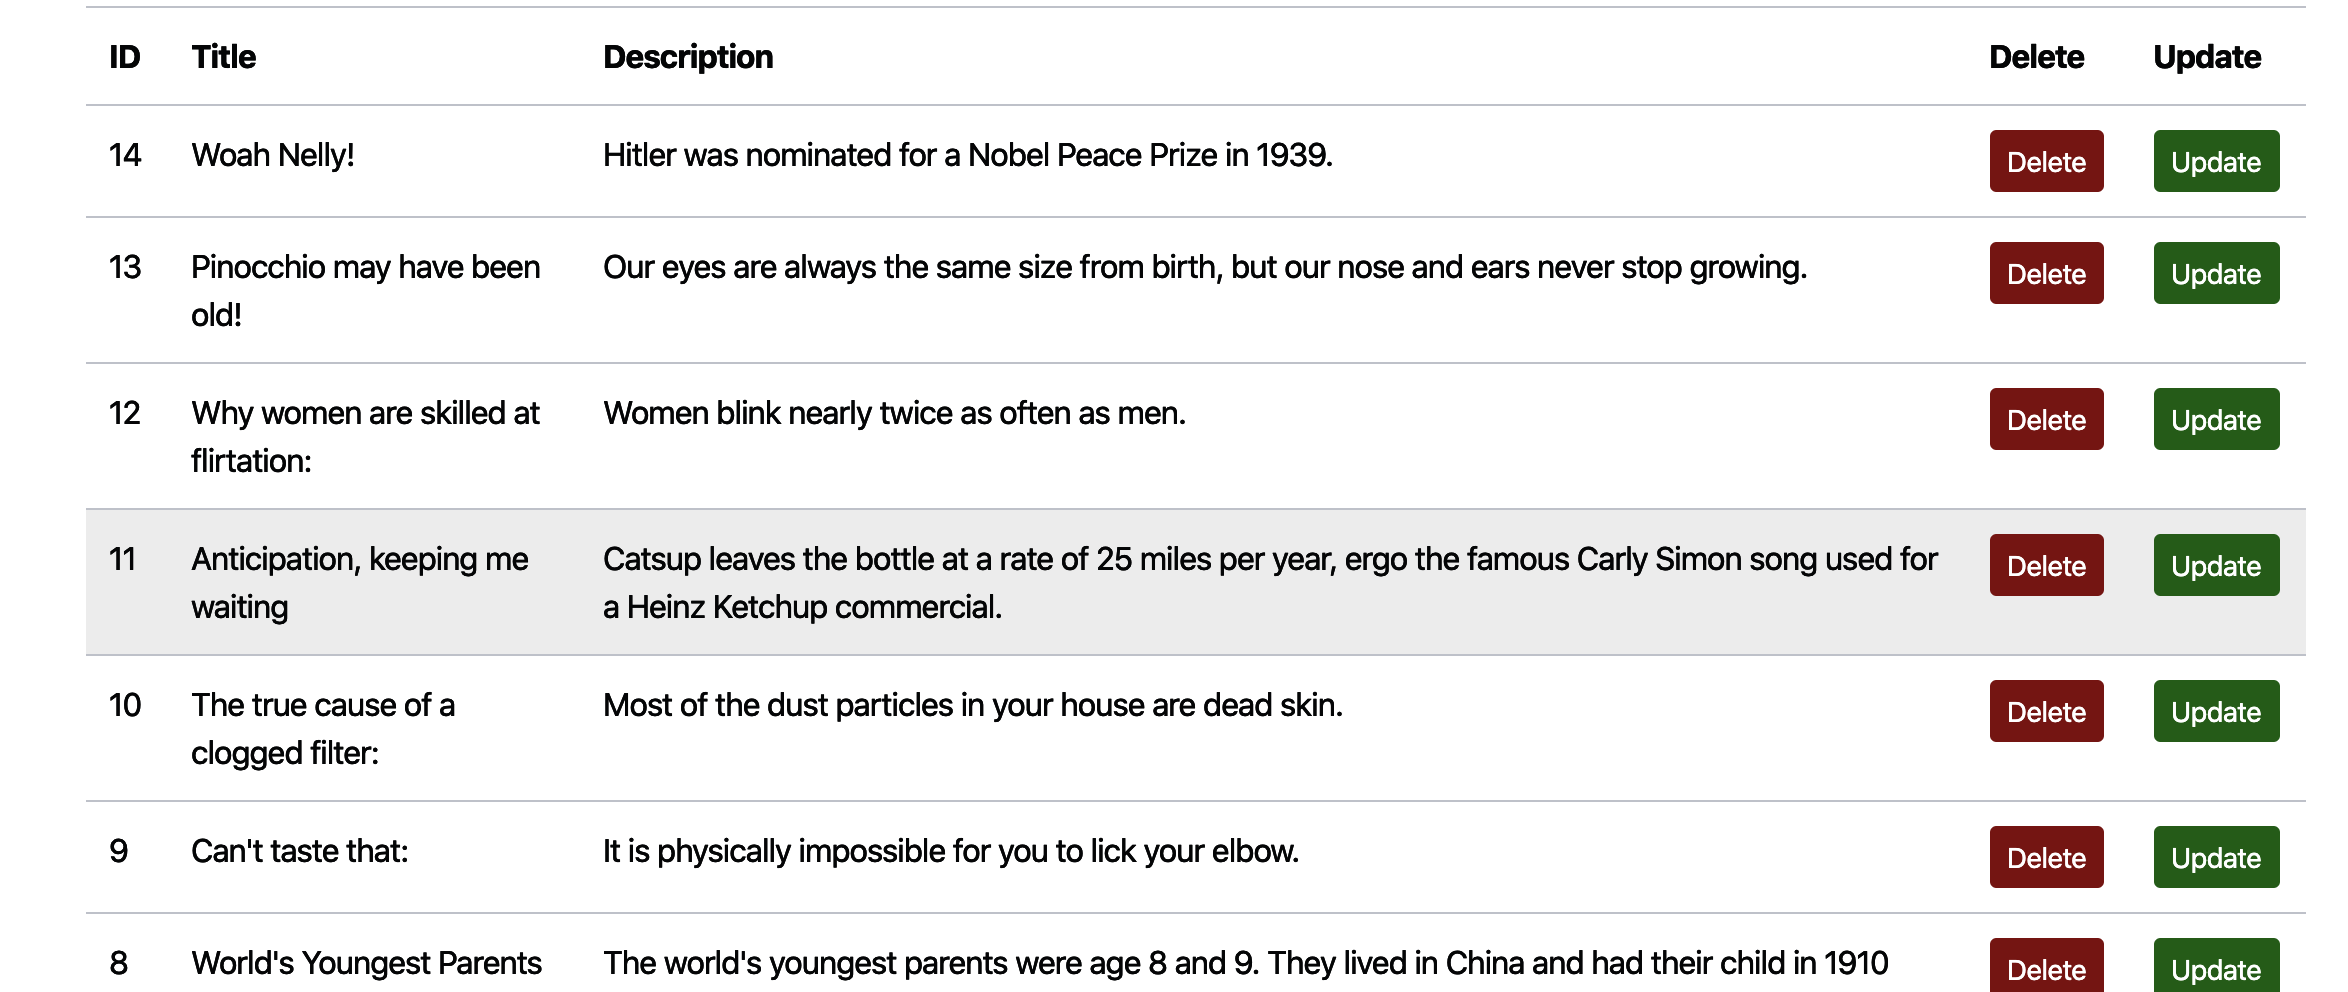 ID Title Description Delete Update
14 Woah Nelly! Hitler was nominated for a Nobel Peace Prize in 1939. Delete Update
13 Pinocchio may have been Our eyes are always the same size from birth, but our nose and ears never stop growing. Delete Update
old!
12 Why women are skilled at Women blink nearly twice as often as men. Delete Update
flirtation:
11 Anticipation, keeping me Catsup leaves the bottle at a rate of 25 miles per year, ergo the famous Carly Simon song used for Delete Update
waiting a Heinz Ketchup commercial.
10 The true cause of a Most of the dust particles in your house are dead skin. Delete Update
clogged filter:
9 Can't taste that: It is physically impossible for you to lick your elbow. Delete Update
8 World's Youngest Parents The world's youngest parents were age 8 and 9. They lived in China and had their child in 1910 Delete Update